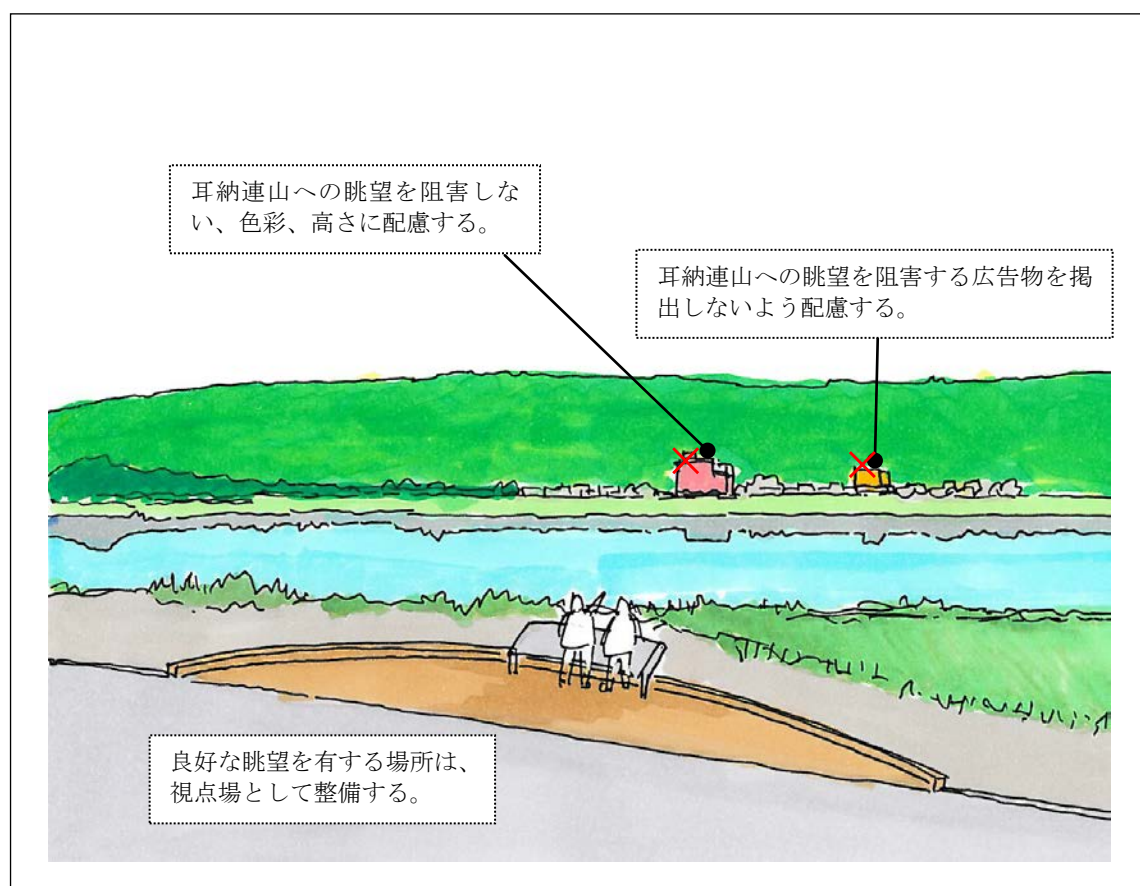 耳納連山への眺望を阻害しな
い、色彩、高さに配慮する。
耳納連山への眺望を阻害する広告物を掲
出しないよう配慮する。
良好な眺望を有する場所は、
視点場として整備する。